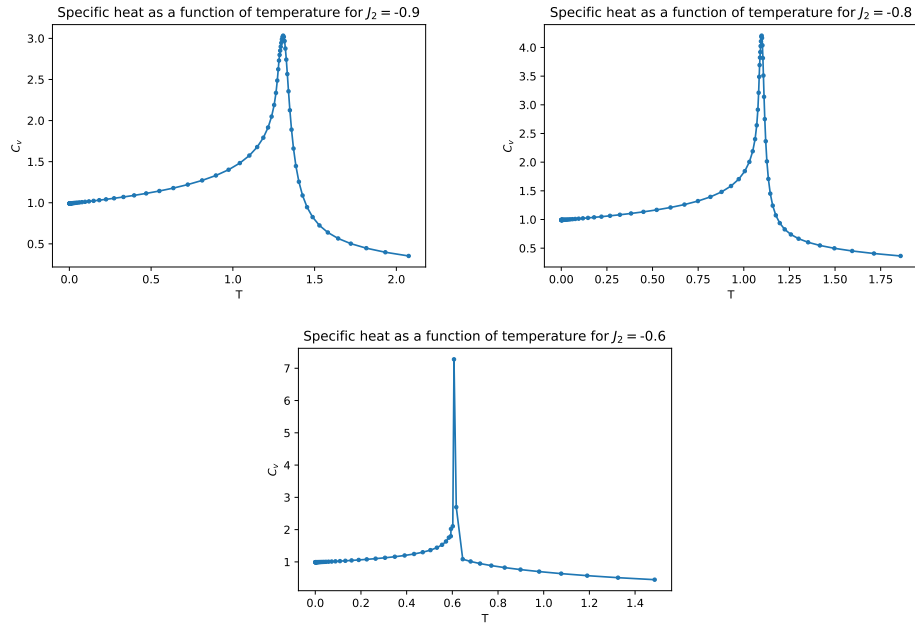 Specific heat as a function of temperature for J₂ = -0.9
3.0
2.5
2.0
1.5
1.0
0.5
C_v
0.0 0.5 1.0 1.5 2.0
T
Specific heat as a function of temperature for J₂ = -0.8
4.0
3.5
3.0
2.5
2.0
1.5
1.0
0.5
C_v
0.00 0.25 0.50 0.75 1.00 1.25 1.50 1.75
T
Specific heat as a function of temperature for J₂ = -0.6
7
6
5
4
3
2
1
C_v
0.0 0.2 0.4 0.6 0.8 1.0 1.2 1.4
T